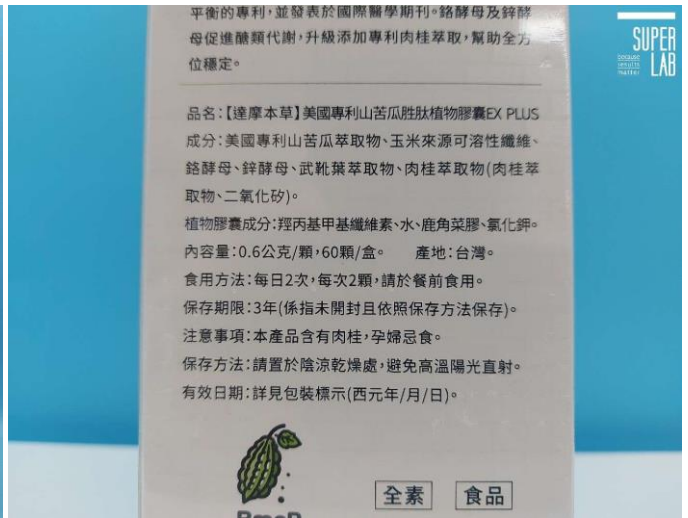 平衡的專利,並發表於國際醫學期刊。鉻酵母及鋅酵
母促進醣類代謝,升級添加專利肉桂萃取,幫助全方
位穩定。
品名:【達摩本草】美國專利山苦瓜胜肽植物膠囊EX PLUS
成分:美國專利山苦瓜萃取物、玉米來源可溶性纖維、
鉻酵母、鋅酵母、武靴葉萃取物、肉桂萃取物(肉桂萃
取物、二氧化矽)。
植物膠囊成分:羥丙基甲基纖維素、水、鹿角菜膠、氯化鉀。
內容量:0.6公克/顆,60顆/盒。 產地:台灣。
食用方法:每日2次,每次2顆,請於餐前食用。
保存期限:3年(係指未開封且依照保存方法保存)。
注意事項:本產品含有肉桂,孕婦忌食。
保存方法:請置於陰涼乾燥處,避免高溫陽光直射。
有效日期:詳見包裝標示(西元年/月/日)。
全素 食品
SUPER
because results matter LAB